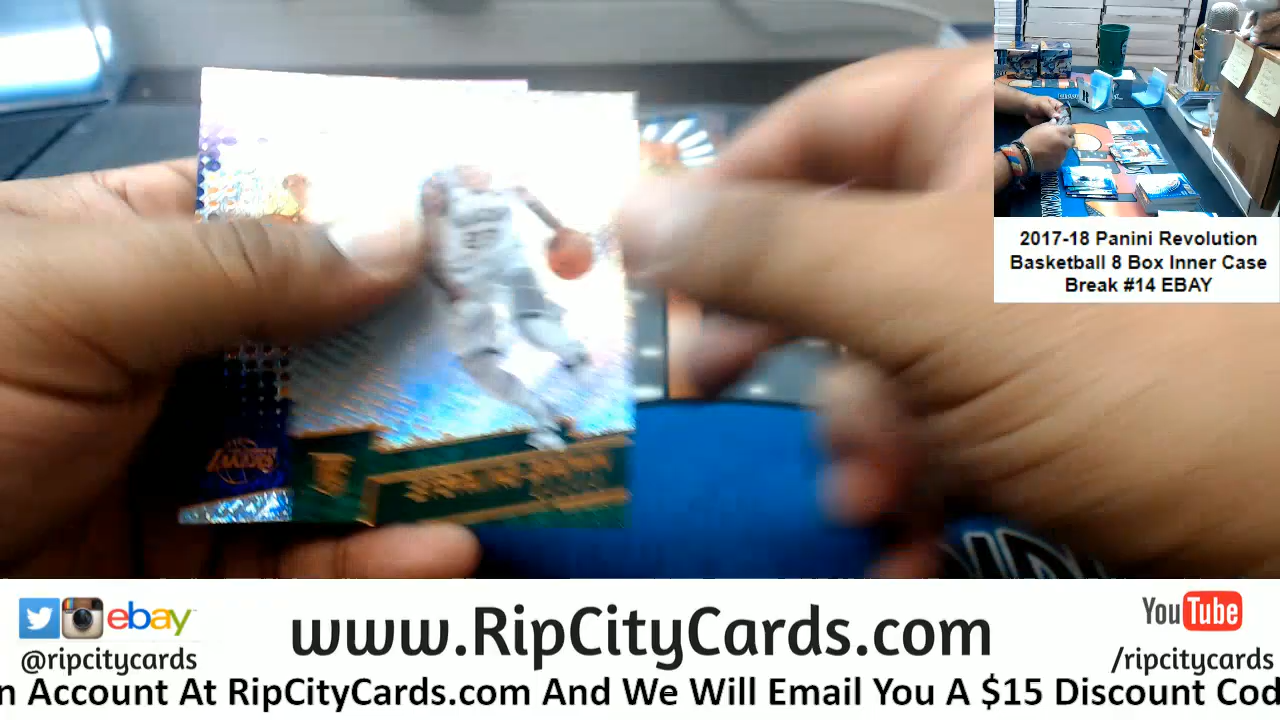 2017-18 Panini Revolution
Basketball 8 Box Inner Case
Break #14 EBAY
LAKERS
ebay
@ripcitycards
www.RipCityCards.com
YouTube
/ripcitycards
n Account At RipCityCards.com And We Will Email You A $15 Discount Cod